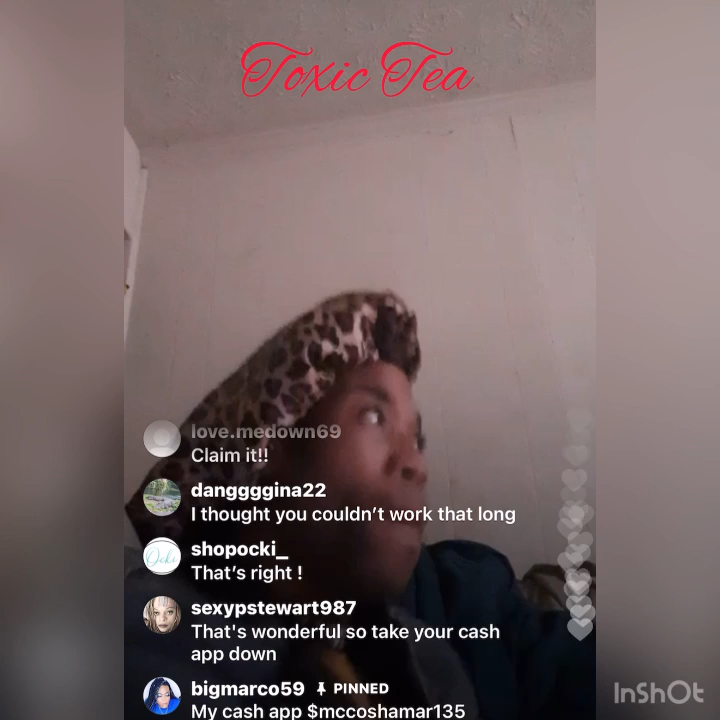 Toxic Tea
love.medown69
Claim it!!
danggggina22
I thought you couldn't work that long
Ocki
shopocki_
That's right !
sexypstewart987
That's wonderful so take your cash
app down
bigmarco59 PINNED
My cash app $mccoshamar135
InShOt